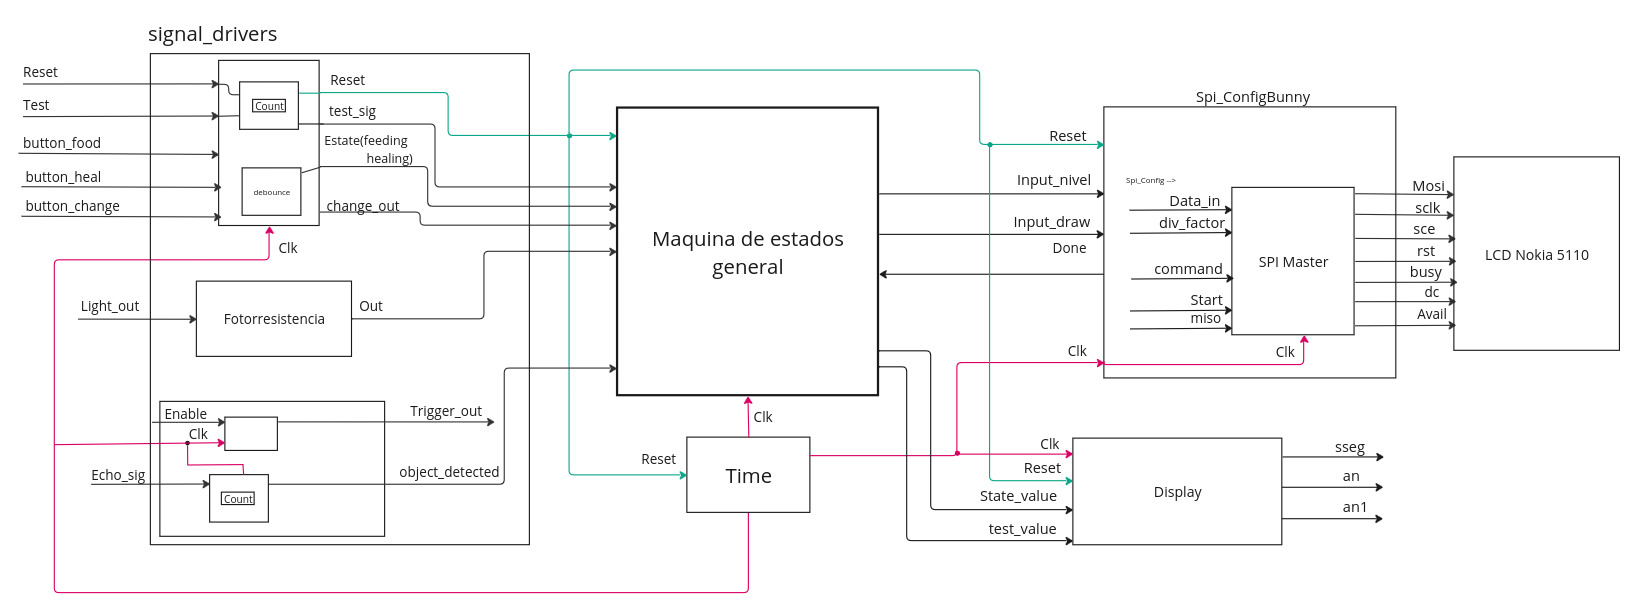 signal_drivers
Reset
Test
button_food
button_heal
button_change
Count
debounce
Reset
test_sig
Estate(feeding
healing)
change_out
Clk
Light_out
Fotorresistencia
Out
Enable
Clk
Trigger_out
Echo_sig
Count
object_detected
Maquina de estados
general
Clk
Reset
Time
Spi_ConfigBunny
Reset
Input_nivel
Input_draw
Done
Clk
Spi_Config -->
Data_in
div_factor
command
Start
miso
SPI Master
Clk
Mosi
sclk
sce
rst
busy
dc
Avail
LCD Nokia 5110
Clk
Reset
State_value
test_value
Display
sseg
an
an1